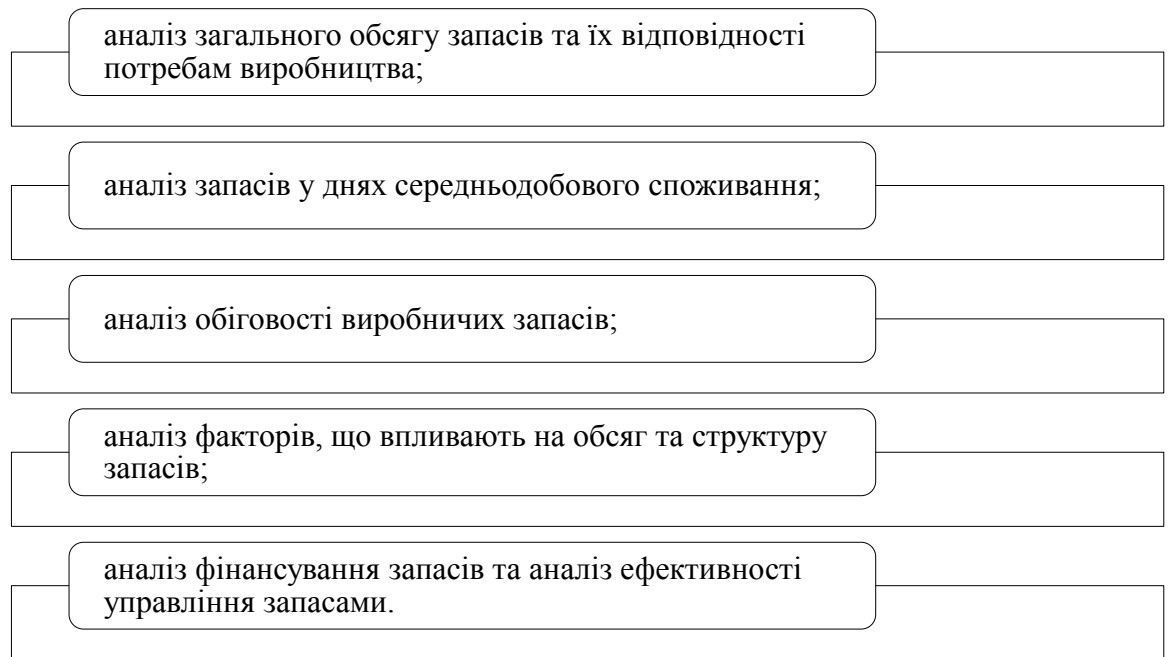 аналіз загального обсягу запасів та їх відповідності
потребам виробництва;
аналіз запасів у днях середньодобового споживання;
аналіз обіговості виробничих запасів;
аналіз факторів, що впливають на обсяг та структуру
запасів;
аналіз фінансування запасів та аналіз ефективності
управління запасами.